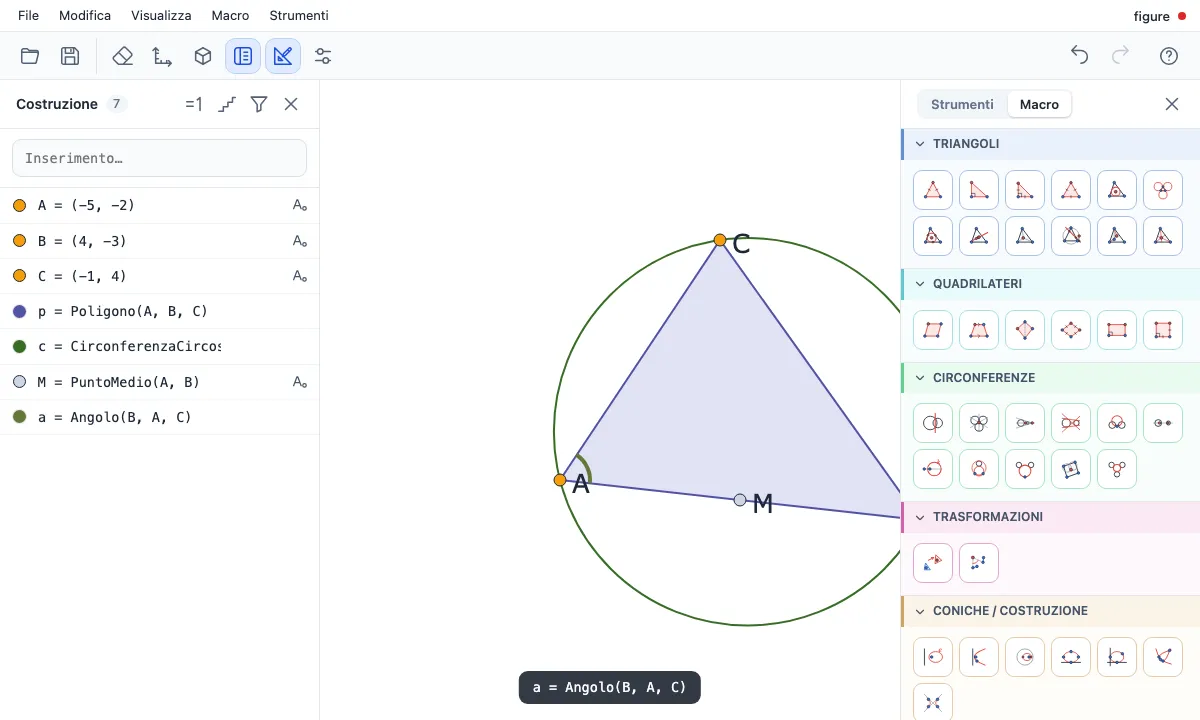 File Modifica Visualizza Macro Strumenti figure
Costruzione 7 =1
Inserimento…
A = (−5, −2)
B = (4, −3)
C = (−1, 4)
p = Poligono(A, B, C)
c = CirconferenzaCircos
M = PuntoMedio(A, B)
a = Angolo(B, A, C)
C
A
M
a = Angolo(B, A, C)
Strumenti Macro
TRIANGOLI
QUADRILATERI
CIRCONFERENZE
TRASFORMAZIONI
CONICHE / COSTRUZIONE